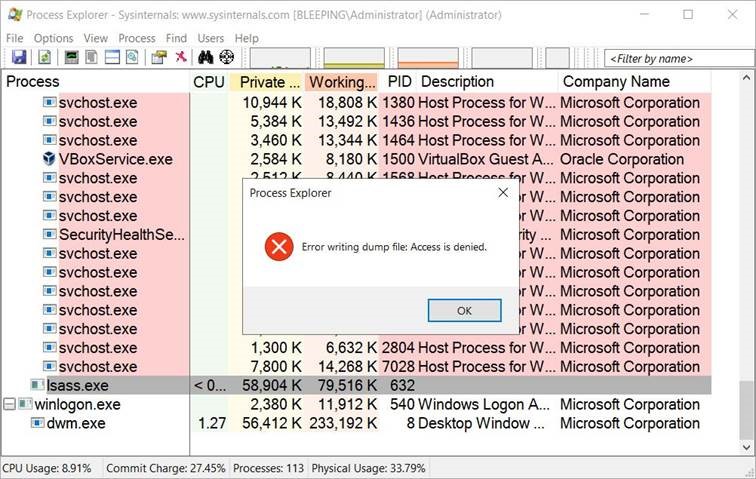 Process Explorer - Sysinternals: www.sysinternals.com [BLEEPING\Administrator] (Administrator)
File Options View Process Find Users Help
<Filter by name>
Process CPU Private ... Working... PID Description Company Name
svchost.exe 10,944 K 18,808 K 1380 Host Process for W... Microsoft Corporation
svchost.exe 5,384 K 13,492 K 1436 Host Process for W... Microsoft Corporation
svchost.exe 3,460 K 13,344 K 1464 Host Process for W... Microsoft Corporation
VBoxService.exe 2,584 K 8,180 K 1500 VirtualBox Guest A... Oracle Corporation
svchost.exe 2,512 K 8,440 K 1568 Host Process for W... Microsoft Corporation
svchost.exe Microsoft Corporation
svchost.exe Microsoft Corporation
SecurityHealthSe... Microsoft Corporation
svchost.exe Microsoft Corporation
svchost.exe Microsoft Corporation
svchost.exe Microsoft Corporation
svchost.exe Microsoft Corporation
svchost.exe Microsoft Corporation
svchost.exe 1,300 K 6,632 K 2804 Host Process for W... Microsoft Corporation
svchost.exe 7,800 K 14,268 K 7028 Host Process for W... Microsoft Corporation
lsass.exe < 0... 58,904 K 79,516 K 632
winlogon.exe 2,380 K 11,912 K 540 Windows Logon A... Microsoft Corporation
dwm.exe 1.27 56,412 K 233,192 K 8 Desktop Window ... Microsoft Corporation
Process Explorer
Error writing dump file: Access is denied.
OK
CPU Usage: 8.91% Commit Charge: 27.45% Processes: 113 Physical Usage: 33.79%